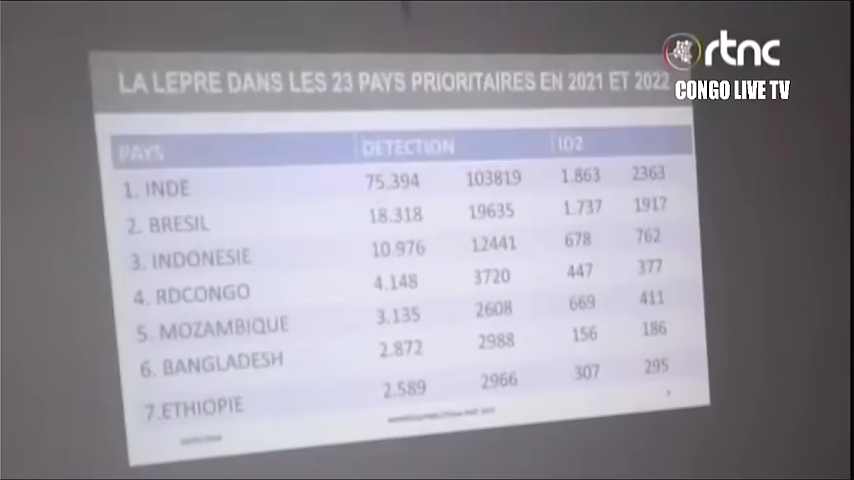 rtnc
CONGO LIVE TV
LA LEPRE DANS LES 23 PAYS PRIORITAIRES EN 2021 ET 2022
PAYS DETECTION ID2
1. INDE 75.394 103819 1.863 2363
2. BRESIL 18.318 19635 1.737 1917
3. INDONESIE 10.976 12441 678 762
4. RDCONGO 4.148 3720 447 377
5. MOZAMBIQUE 3.135 2608 669 411
6. BANGLADESH 2.872 2988 156 186
7.ETHIOPIE 2.589 2966 307 295